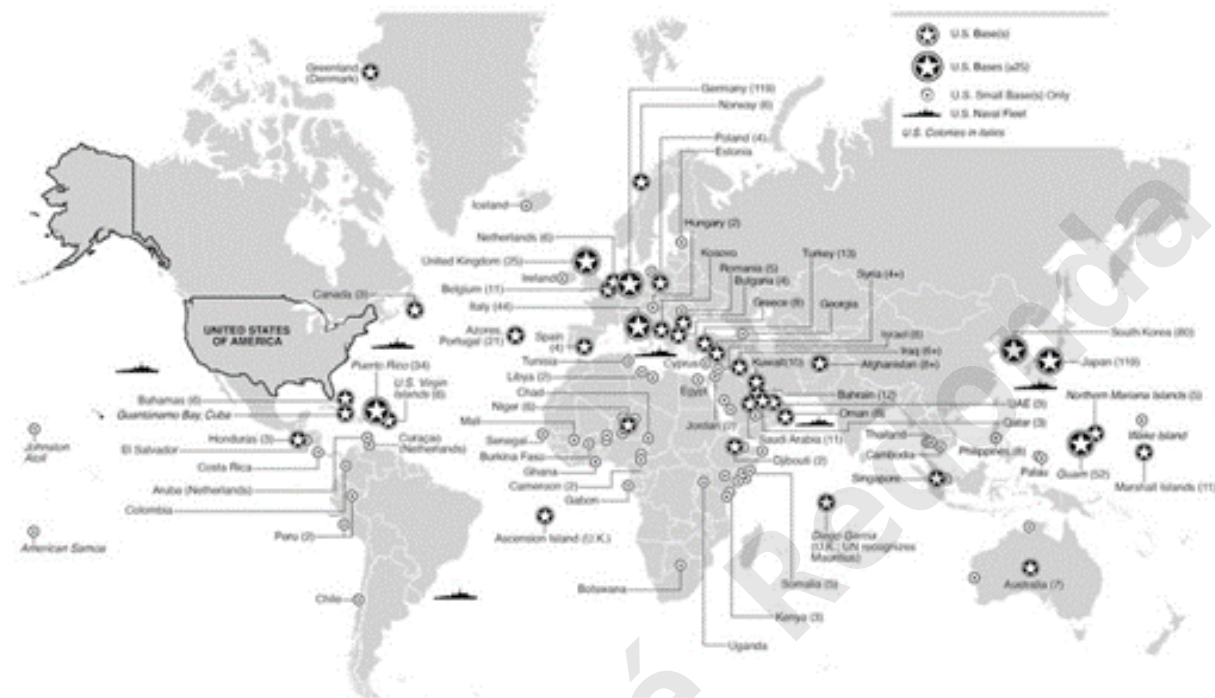 U.S. Base(s)
U.S. Bases (≥25)
U.S. Small Base(s) Only
U.S. Naval Fleet
U.S. Colonies in italics
Greenland
(Denmark)
Germany (119)
Norway (6)
Poland (4)
Estonia
Iceland
Hungary (2)
Netherlands (6)
Kosovo
Turkey (13)
United Kingdom (25)
Romania (5)
Syria (4+)
Ireland
Bulgaria (4)
Belgium (11)
Greece (8)
Georgia
Canada (3)
Italy (44)
UNITED STATES
OF AMERICA
Azores,
Portugal (21)
Spain
(4)
Israel (8)
South Korea (80)
Iraq (6+)
Tunisia
Cyprus
Kuwait(10)
Afghanistan (8+)
Japan (119)
Puerto Rico (34)
Libya (2)
Egypt
U.S. Virgin
Islands (6)
Chad
Bahrain (12)
UAE (3)
Northern Mariana Islands (5)
Bahamas (6)
Niger (6)
Oman (6)
Guantánamo Bay, Cuba
Mali
Jordan (2)
Qatar (3)
Honduras (3)
Senegal
Saudi Arabia (11)
Thailand
Wake Island
Johnston
Atoll
El Salvador
Curaçao
(Netherlands)
Burkina Faso
Djibouti (2)
Cambodia
Philippines (8)
Palau
Guam (52)
Costa Rica
Ghana
Singapore
Marshall Islands (11)
Aruba (Netherlands)
Cameroon (2)
Gabon
Colombia
Peru (2)
Ascension Island (U.K.)
Diego Garcia
(U.K.; UN recognizes
Mauritius)
American Samoa
Botswana
Somalia (5)
Australia (7)
Chile
Kenya (3)
Uganda
é Redonda